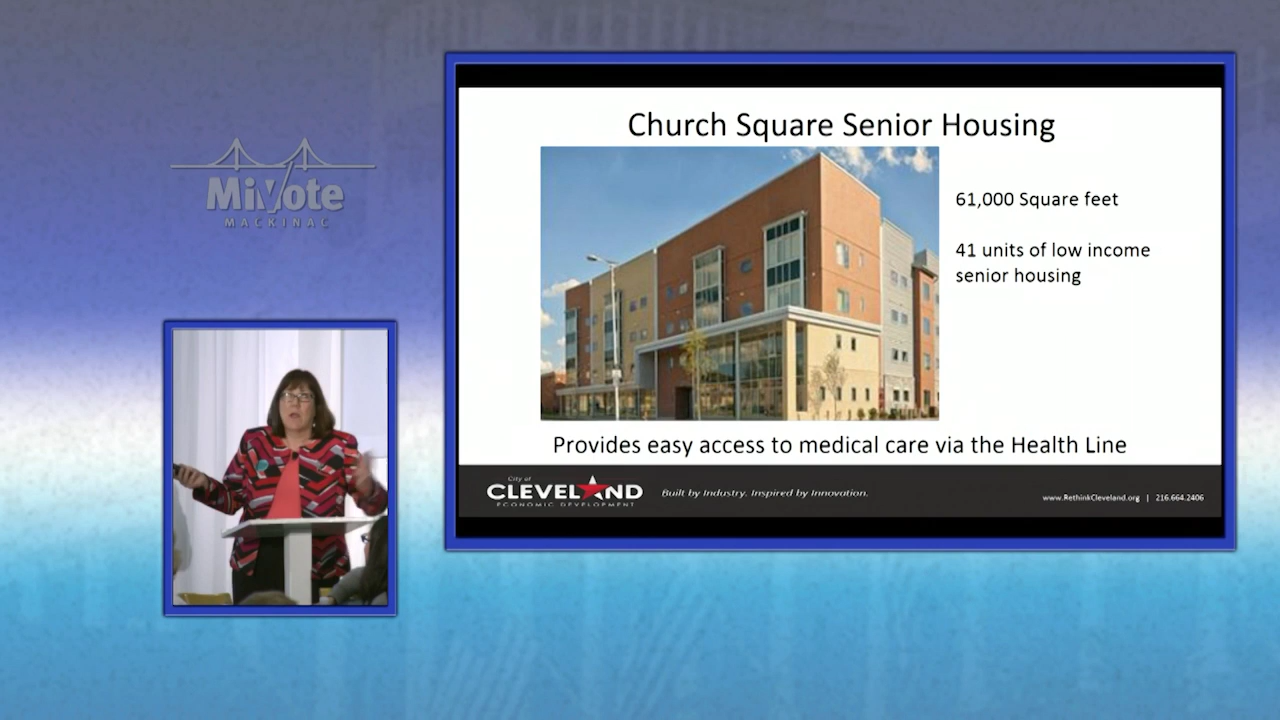 MiVote
MACKINAC
Church Square Senior Housing
61,000 Square feet
41 units of low income
senior housing
Provides easy access to medical care via the Health Line
City of
CLEVELAND
ECONOMIC DEVELOPMENT
Built by Industry. Inspired by Innovation.
www.RethinkCleveland.org | 216.664.2406